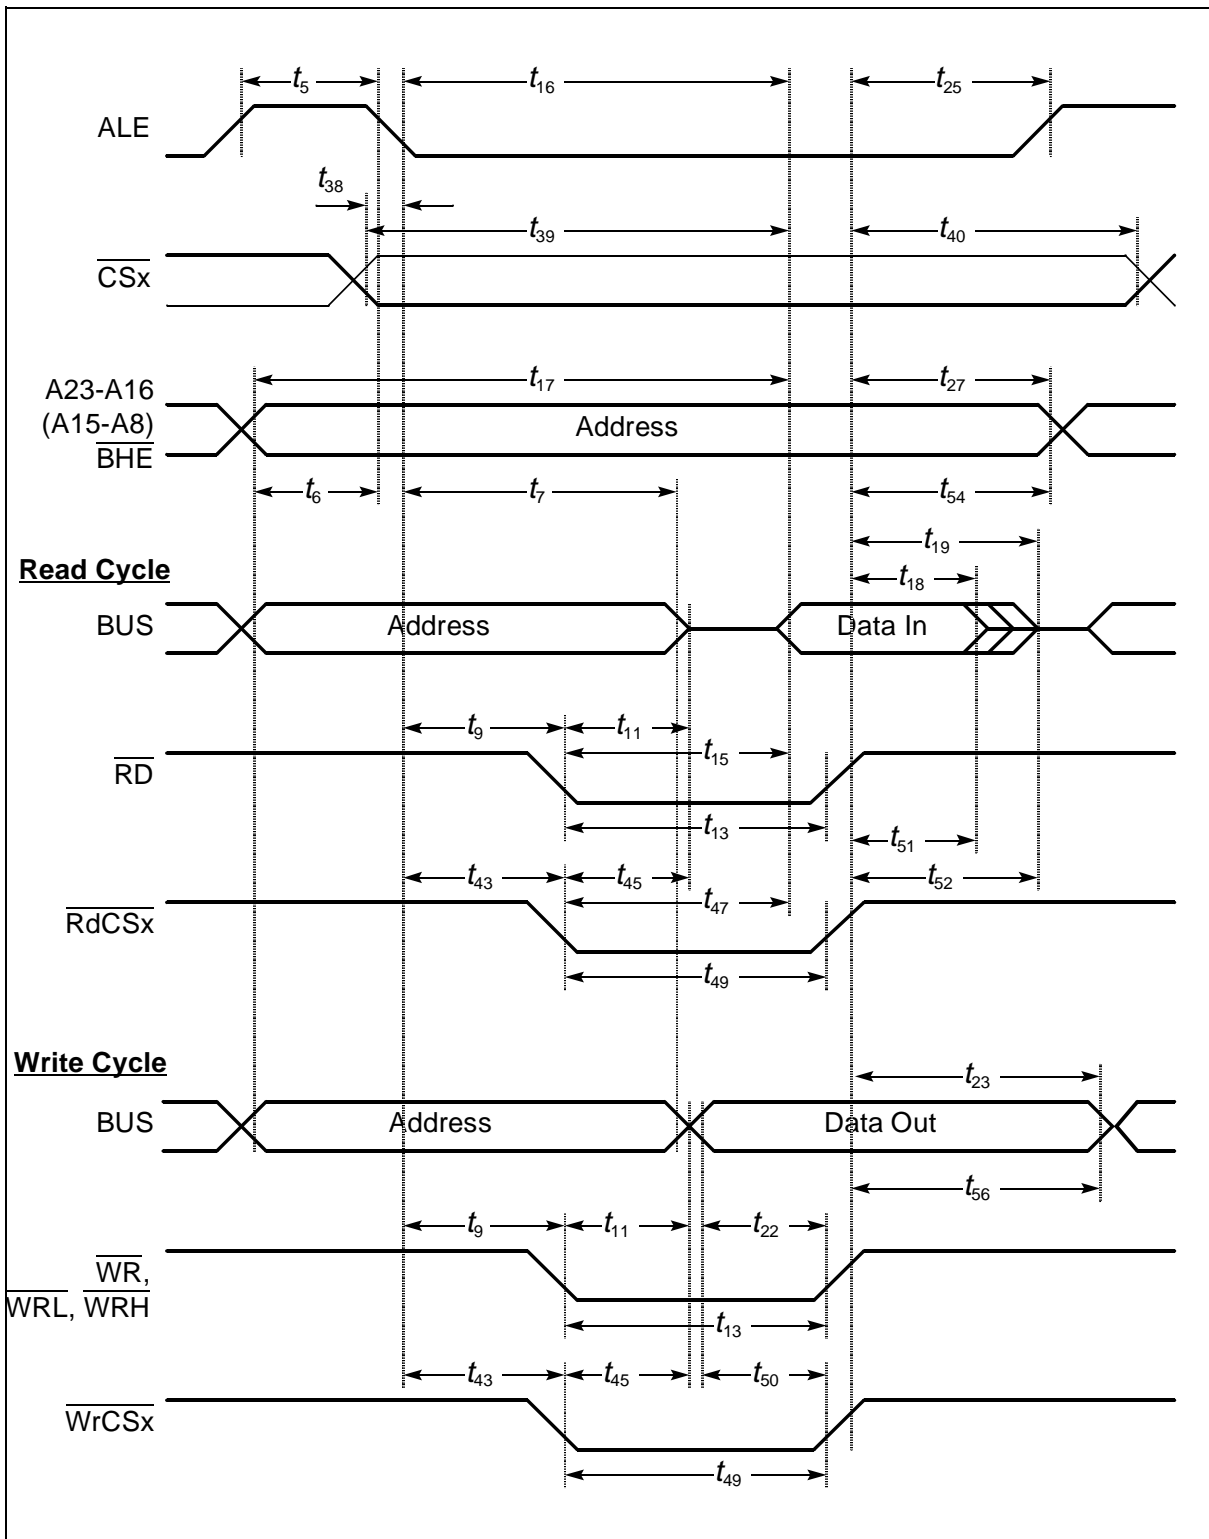 t5 t16 t25
ALE
t38
t39 t40
CSx
A23-A16
(A15-A8)
BHE
t17 t27
Address
t6 t7 t54
t19
Read Cycle
t18
BUS Address Data In
t9 t11
t15
RD
t13 t51
t43 t45 t52
t47
RdCSx
t49
Write Cycle
t23
BUS Address Data Out
t56
t9 t11 t22
WR,
WRL, WRH
t13
t43 t45 t50
WrCSx
t49